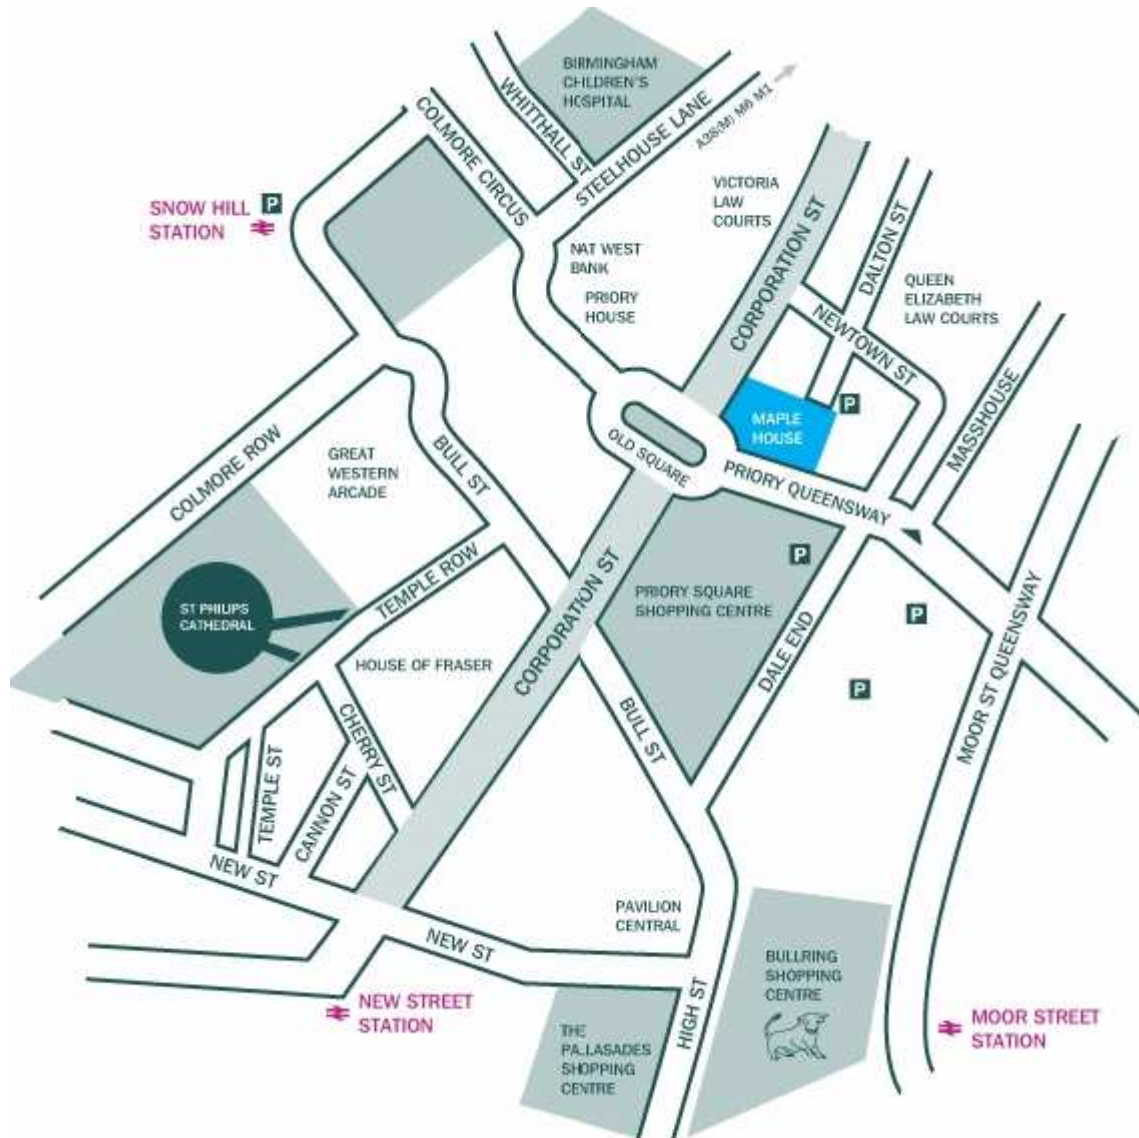 BIRMINGHAM
CHILDREN'S
HOSPITAL
WHITTHALL ST
COLMORE CIRCUS
STEELHOUSE LANE
A38(M) M6 M1
SNOW HILL
STATION
P
VICTORIA
LAW
COURTS
CORPORATION ST
DALTON ST
NAT WEST
BANK
PRIORY
HOUSE
QUEEN
ELIZABETH
LAW COURTS
NEWTOWN ST
MASSHOUSE
MAPLE
HOUSE
P
OLD SQUARE
PRIORY QUEENSWAY
COLMORE ROW
GREAT
WESTERN
ARCADE
BULL ST
TEMPLE ROW
ST PHILIPS
CATHEDRAL
HOUSE OF FRASER
CORPORATION ST
P
PRIORY SQUARE
SHOPPING CENTRE
DALE END
P
P
MOOR ST QUEENSWAY
BULL ST
CHERRY ST
TEMPLE ST
CANNON ST
NEW ST
NEW ST
PAVILION
CENTRAL
HIGH ST
BULLRING
SHOPPING
CENTRE
NEW STREET
STATION
THE
PALLASADES
SHOPPING
CENTRE
MOOR STREET
STATION